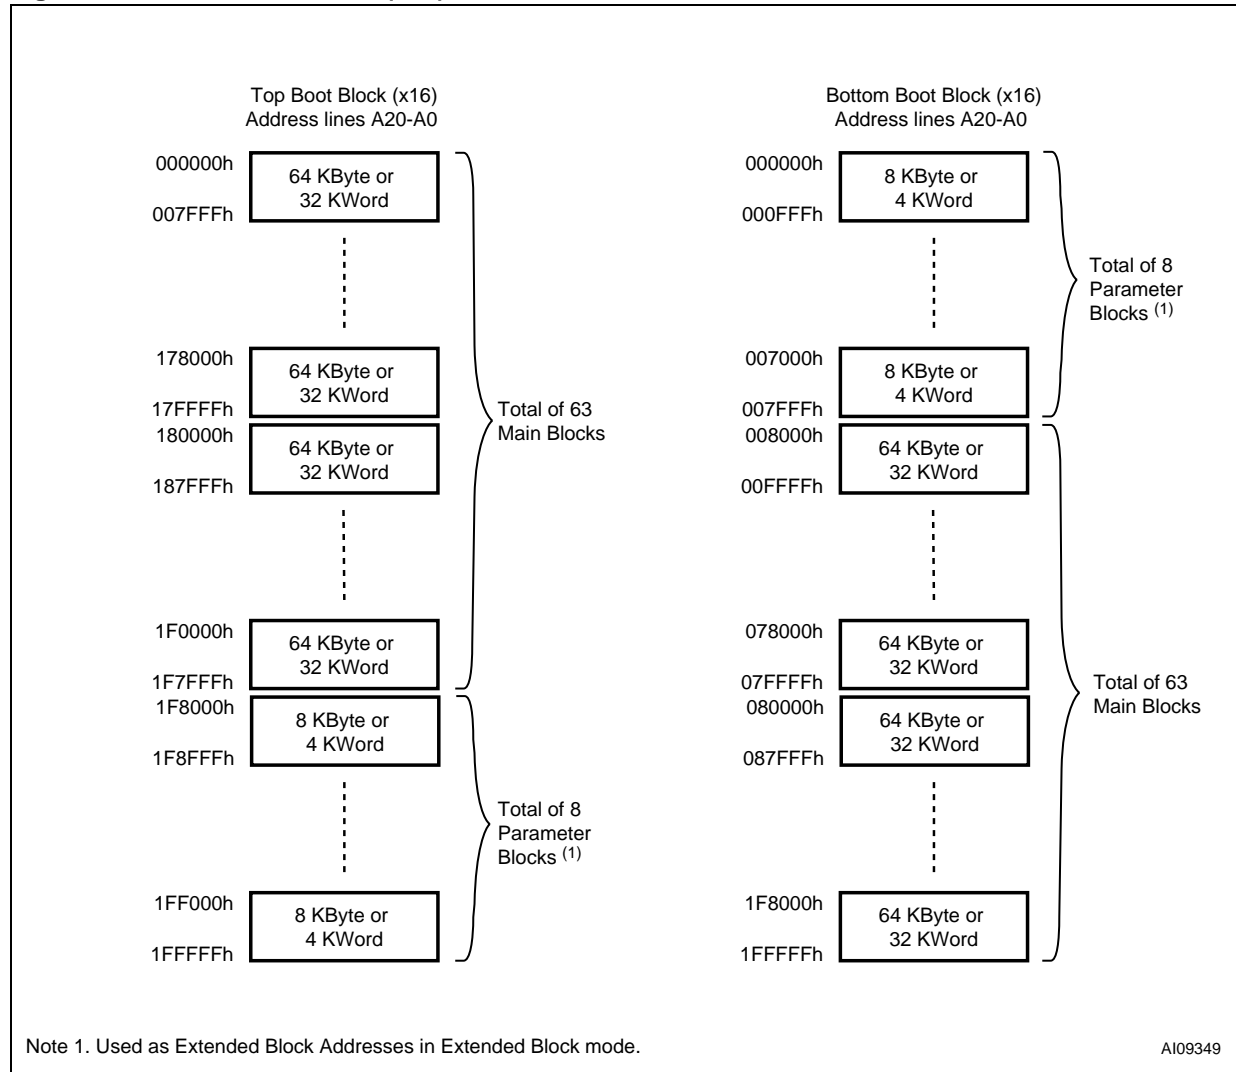 Top Boot Block (x16)
Address lines A20-A0
000000h
64 KByte or
32 KWord
007FFFh
178000h
64 KByte or
32 KWord
17FFFFh
180000h
64 KByte or
32 KWord
187FFFh
Total of 63
Main Blocks
1F0000h
64 KByte or
32 KWord
1F7FFFh
1F8000h
8 KByte or
4 KWord
1F8FFFh
Total of 8
Parameter
Blocks (1)
1FF000h
8 KByte or
4 KWord
1FFFFFh
Bottom Boot Block (x16)
Address lines A20-A0
000000h
8 KByte or
4 KWord
000FFFh
Total of 8
Parameter
Blocks (1)
007000h
8 KByte or
4 KWord
007FFFh
008000h
64 KByte or
32 KWord
00FFFFh
078000h
64 KByte or
32 KWord
07FFFFh
080000h
64 KByte or
32 KWord
087FFFh
Total of 63
Main Blocks
1F8000h
64 KByte or
32 KWord
1FFFFFh
Note 1. Used as Extended Block Addresses in Extended Block mode.
AI09349